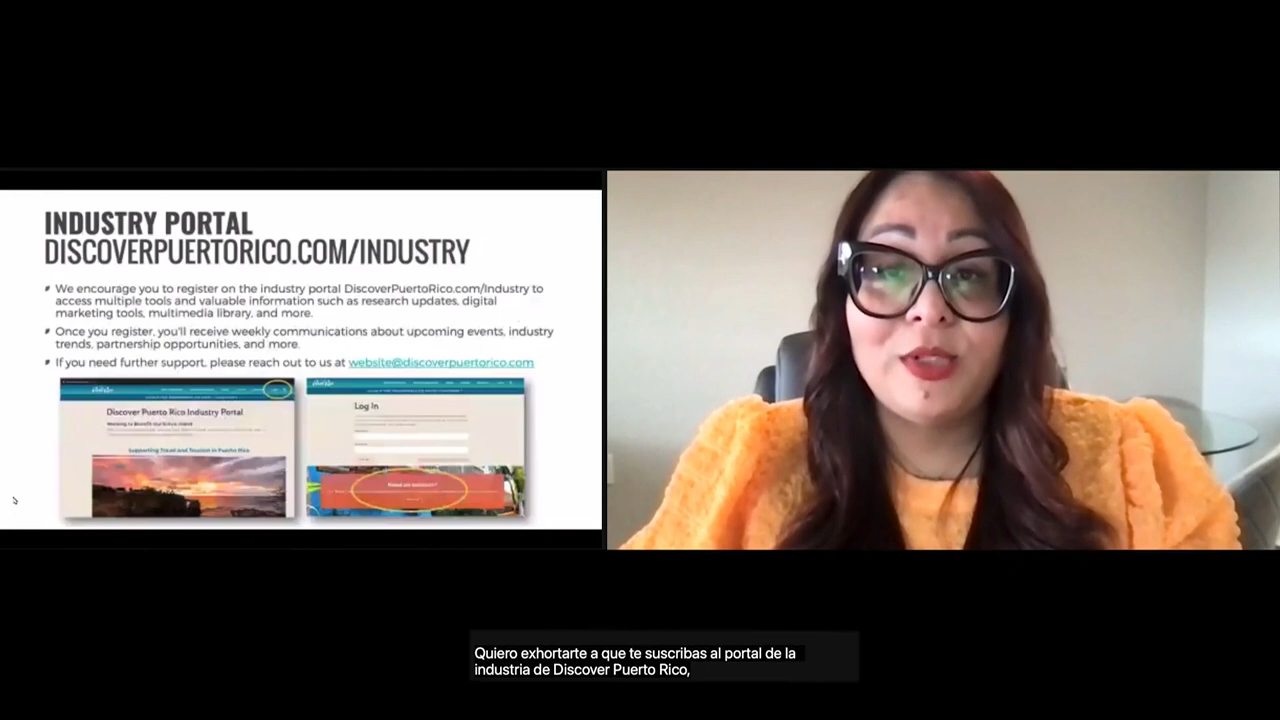 INDUSTRY PORTAL
DISCOVERPUERTORICO.COM/INDUSTRY
We encourage you to register on the industry portal DiscoverPuertoRico.com/Industry to
access multiple tools and valuable information such as research updates, digital
marketing tools, multimedia library, and more.
Once you register, you'll receive weekly communications about upcoming events, industry
trends, partnership opportunities, and more.
If you need further support, please reach out to us at website@discoverpuertorico.com
Discover Puerto Rico Industry Portal
Supporting Travel and Tourism in Puerto Rico
Log In
Need an account?
Quiero exhortarte a que te suscribas al portal de la
industria de Discover Puerto Rico,